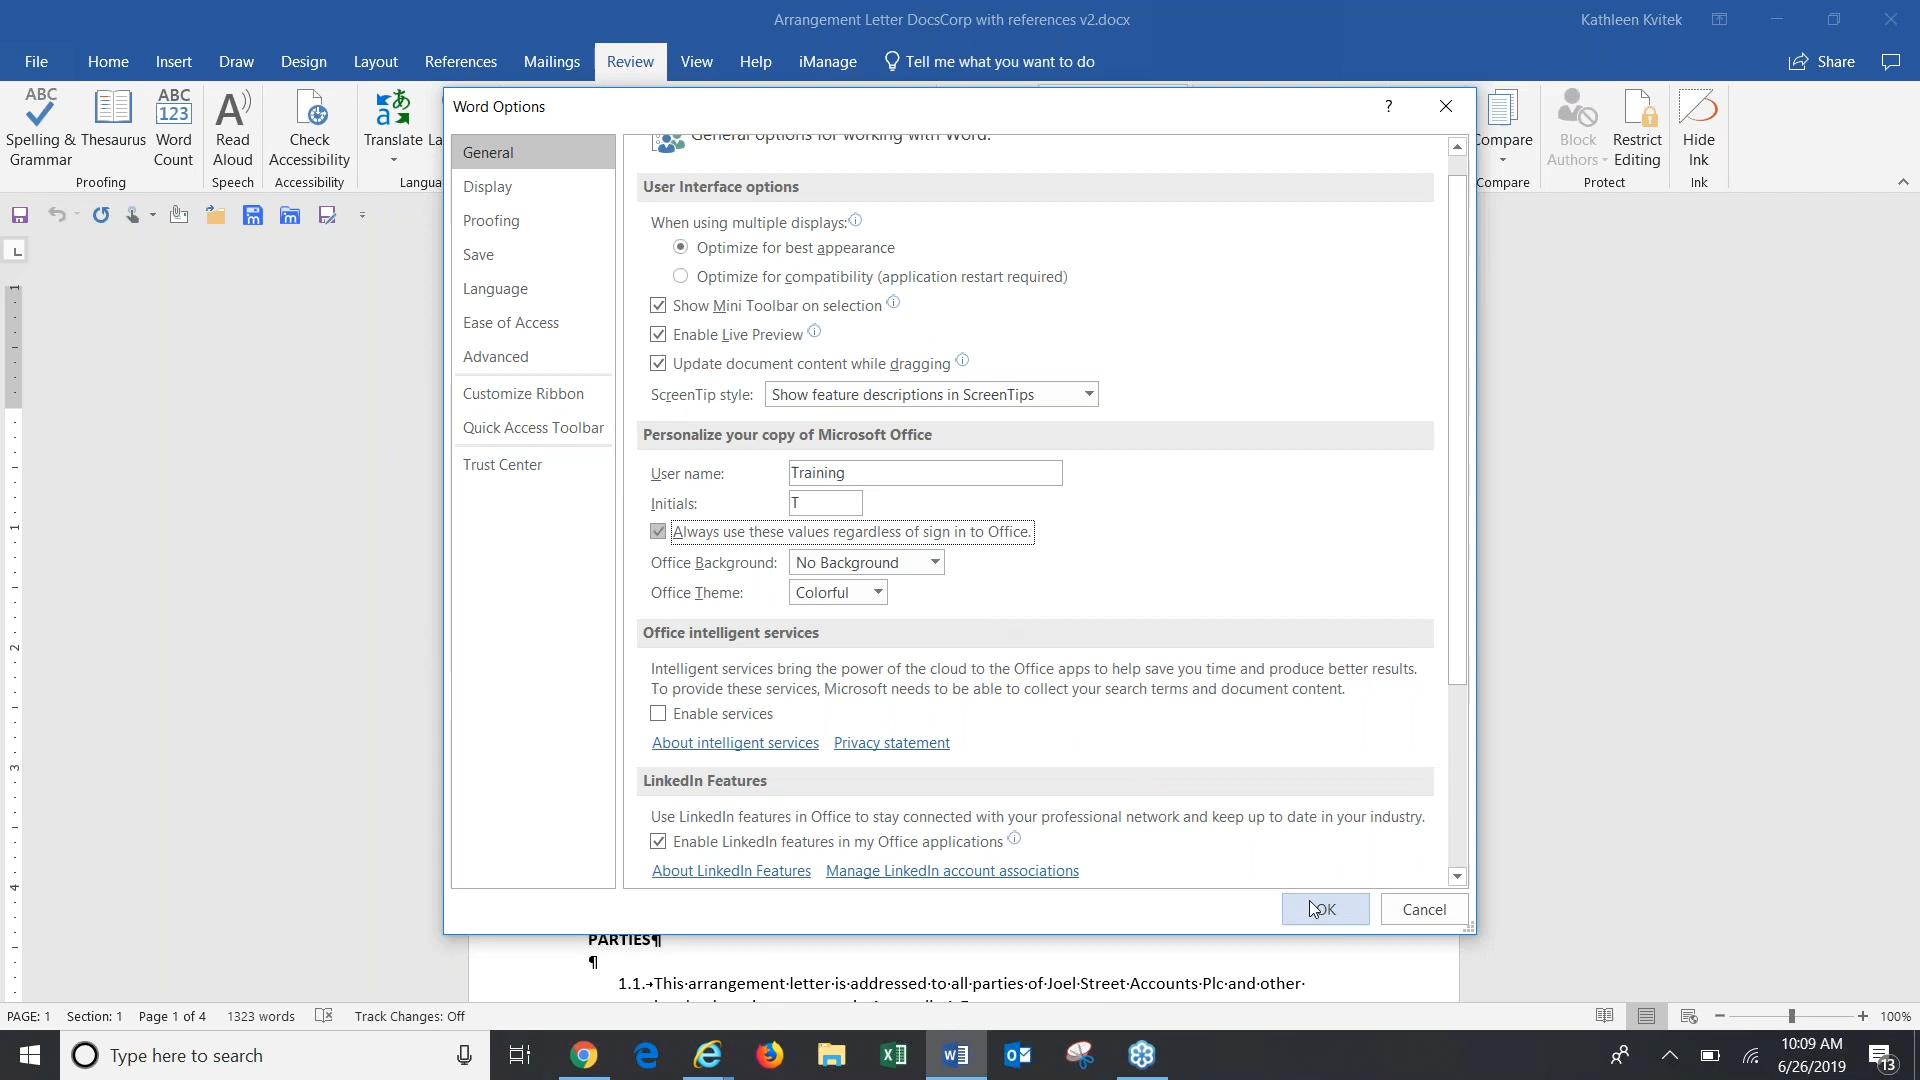 Arrangement Letter DocsCorp with references v2.docx
Kathleen Kvitek
File Home Insert Draw Design Layout References Mailings Review View Help iManage Tell me what you want to do
Share
ABC
Spelling &
Grammar
Thesaurus
ABC
123
Word
Count
Proofing
Read
Aloud
Speech
Check
Accessibility
Accessibility
Translate
Compare
Compare
Block
Authors
Restrict
Editing
Protect
Hide
Ink
Ink
Word Options
?
General
Display
Proofing
Save
Language
Ease of Access
Advanced
Customize Ribbon
Quick Access Toolbar
Trust Center
General options for working with Word.
User Interface options
When using multiple displays:
Optimize for best appearance
Optimize for compatibility (application restart required)
Show Mini Toolbar on selection
Enable Live Preview
Update document content while dragging
ScreenTip style: Show feature descriptions in ScreenTips
Personalize your copy of Microsoft Office
User name: Training
Initials: T
Always use these values regardless of sign in to Office.
Office Background: No Background
Office Theme: Colorful
Office intelligent services
Intelligent services bring the power of the cloud to the Office apps to help save you time and produce better results.
To provide these services, Microsoft needs to be able to collect your search terms and document content.
Enable services
About intelligent services Privacy statement
LinkedIn Features
Use LinkedIn features in Office to stay connected with your professional network and keep up to date in your industry.
Enable LinkedIn features in my Office applications
About LinkedIn Features Manage LinkedIn account associations
OK Cancel
PARTIES¶
¶
1.1.→This·arrangement·letter·is·addressed·to·all·parties·of·Joel·Street·Accounts·Plc·and·other·
PAGE: 1 Section: 1 Page 1 of 4 1323 words Track Changes: Off
100%
Type here to search
10:09 AM
6/26/2019
13